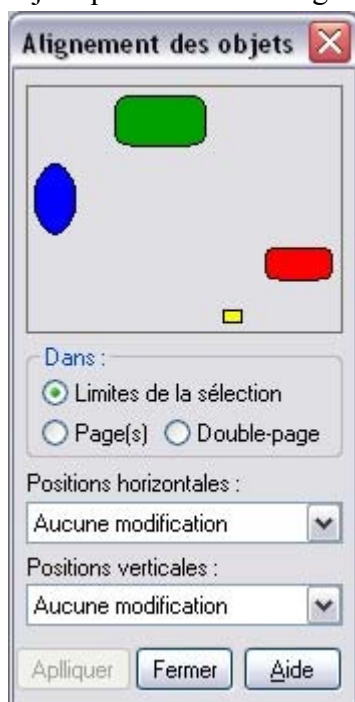 Alignement des objets
Dans :
Limites de la sélection
Page(s) Double-page
Positions horizontales :
Aucune modification
Positions verticales :
Aucune modification
Aplliquer Fermer Aide